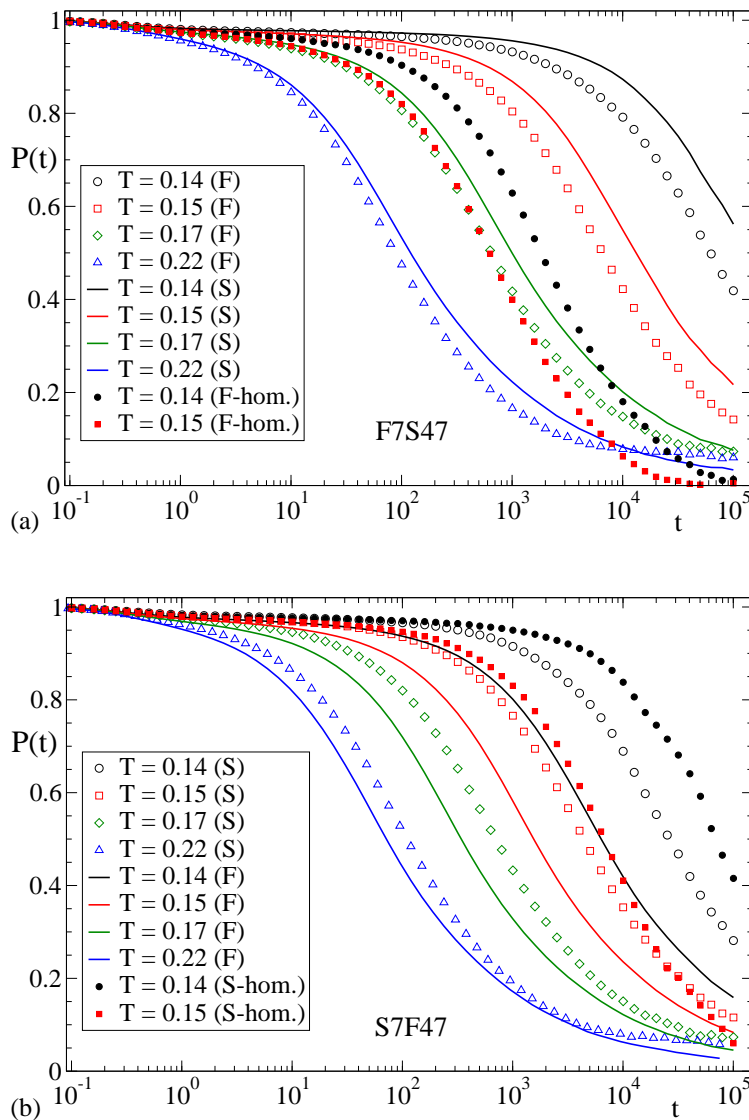 1
0.8
P(t)
0.6
0.4
0.2
0
T = 0.14 (F)
T = 0.15 (F)
T = 0.17 (F)
T = 0.22 (F)
T = 0.14 (S)
T = 0.15 (S)
T = 0.17 (S)
T = 0.22 (S)
T = 0.14 (F-hom.)
T = 0.15 (F-hom.)
F7S47
10^-1 10^0 10^1 10^2 10^3 10^4 10^5
(a)
t
1
0.8
P(t)
0.6
0.4
0.2
0
T = 0.14 (S)
T = 0.15 (S)
T = 0.17 (S)
T = 0.22 (S)
T = 0.14 (F)
T = 0.15 (F)
T = 0.17 (F)
T = 0.22 (F)
T = 0.14 (S-hom.)
T = 0.15 (S-hom.)
S7F47
10^-1 10^0 10^1 10^2 10^3 10^4 10^5
(b)
t